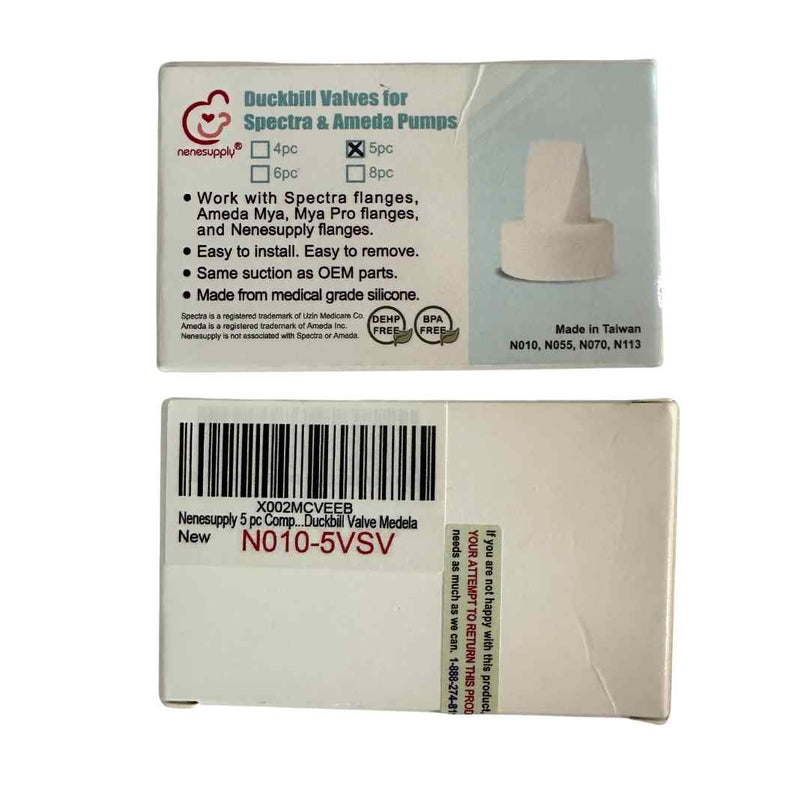 nenesupply®
Duckbill Valves for
Spectra & Ameda Pumps
4pc 5pc
6pc 8pc
• Work with Spectra flanges,
Ameda Mya, Mya Pro flanges,
and Nenesupply flanges.
• Easy to install. Easy to remove.
• Same suction as OEM parts.
• Made from medical grade silicone.
Spectra is a registered trademark of Uzin Medicare Co.
Ameda is a registered trademark of Ameda Inc.
Nenesupply is not associated with Spectra or Ameda.
DEHP
FREE
BPA
FREE
Made in Taiwan
N010, N055, N070, N113
X002MCVEEB
Nenesupply 5 pc Comp...Duckbill Valve Medela
New N010-5VSV
If you are not happy with this product,
YOUR ATTEMPT TO RETURN THIS PROD
needs as much as we can. 1-888-274-81